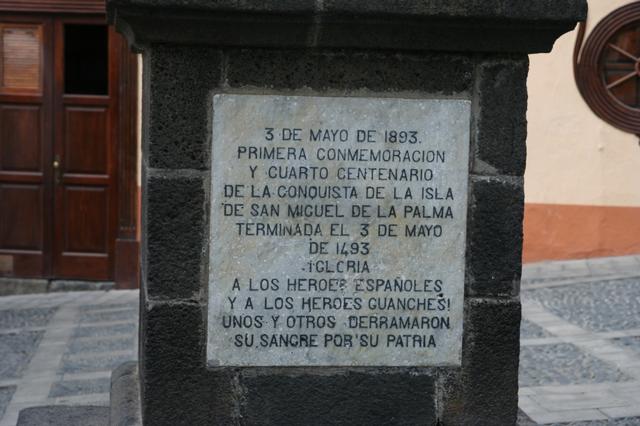 3 DE MAYO DE 1893.
PRIMERA CONMEMORACION
Y CUARTO CENTENARIO
DE LA CONQUISTA DE LA ISLA
DE SAN MIGUEL DE LA PALMA
TERMINADA EL 3 DE MAYO
DE 1493
¡GLORIA
A LOS HEROES ESPAÑOLES
Y A LOS HEROES GUANCHES!
UNOS Y OTROS DERRAMARON
SU SANGRE POR SU PATRIA